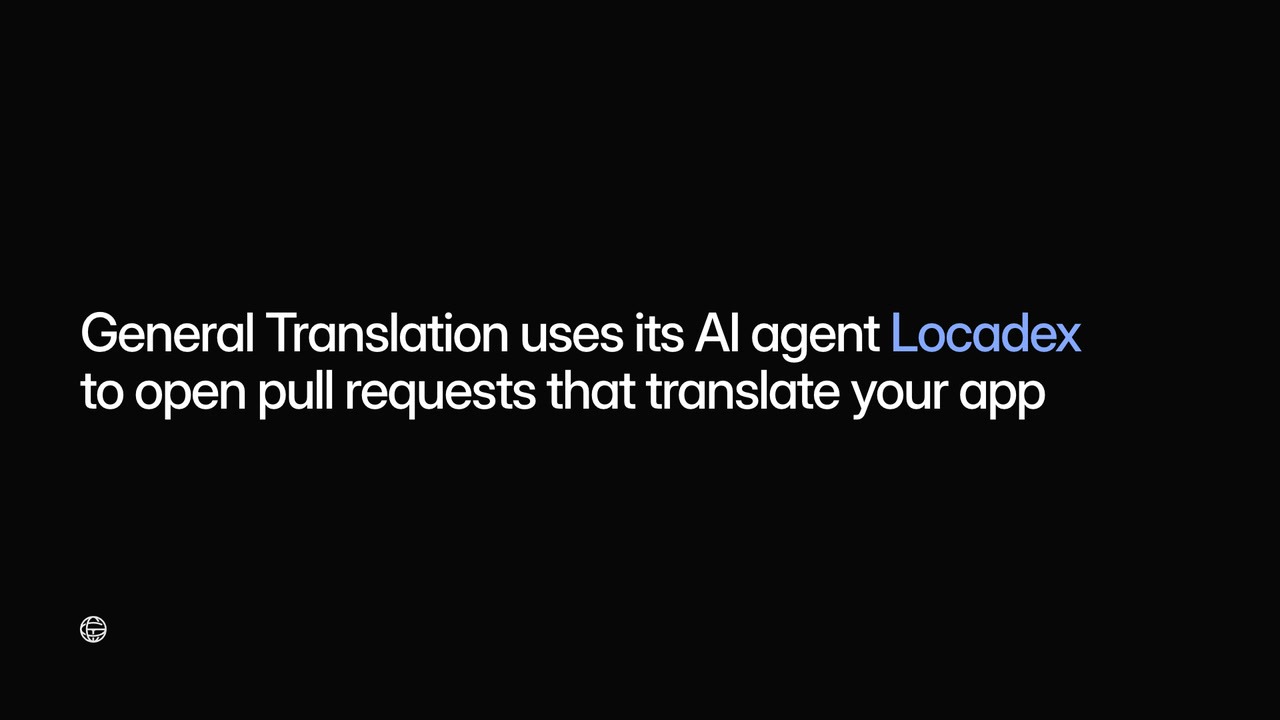 General Translation uses its AI agent Locadex
to open pull requests that translate your app